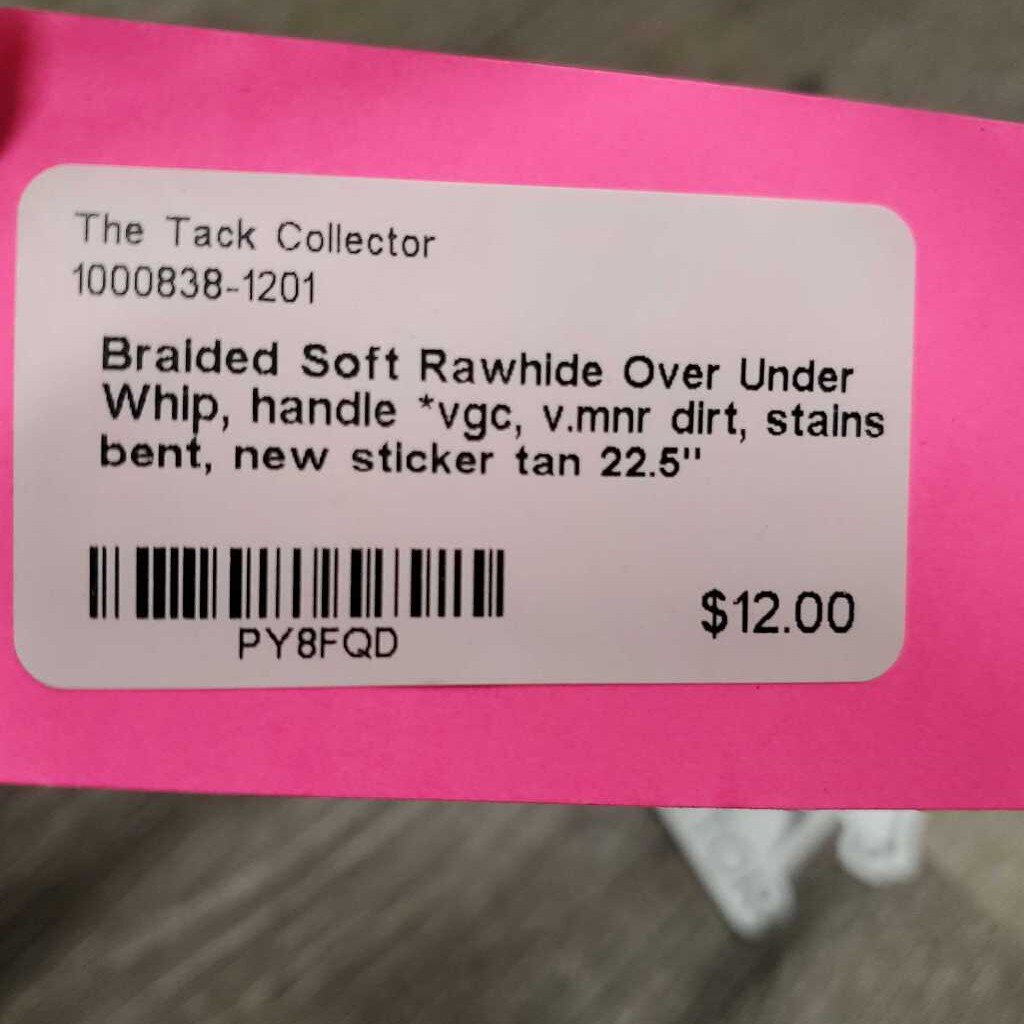 The Tack Collector
1000838-1201
Braided Soft Rawhide Over Under
Whip, handle *vgc, v.mnr dirt, stains
bent, new sticker tan 22.5"
PY8FQD
$12.00